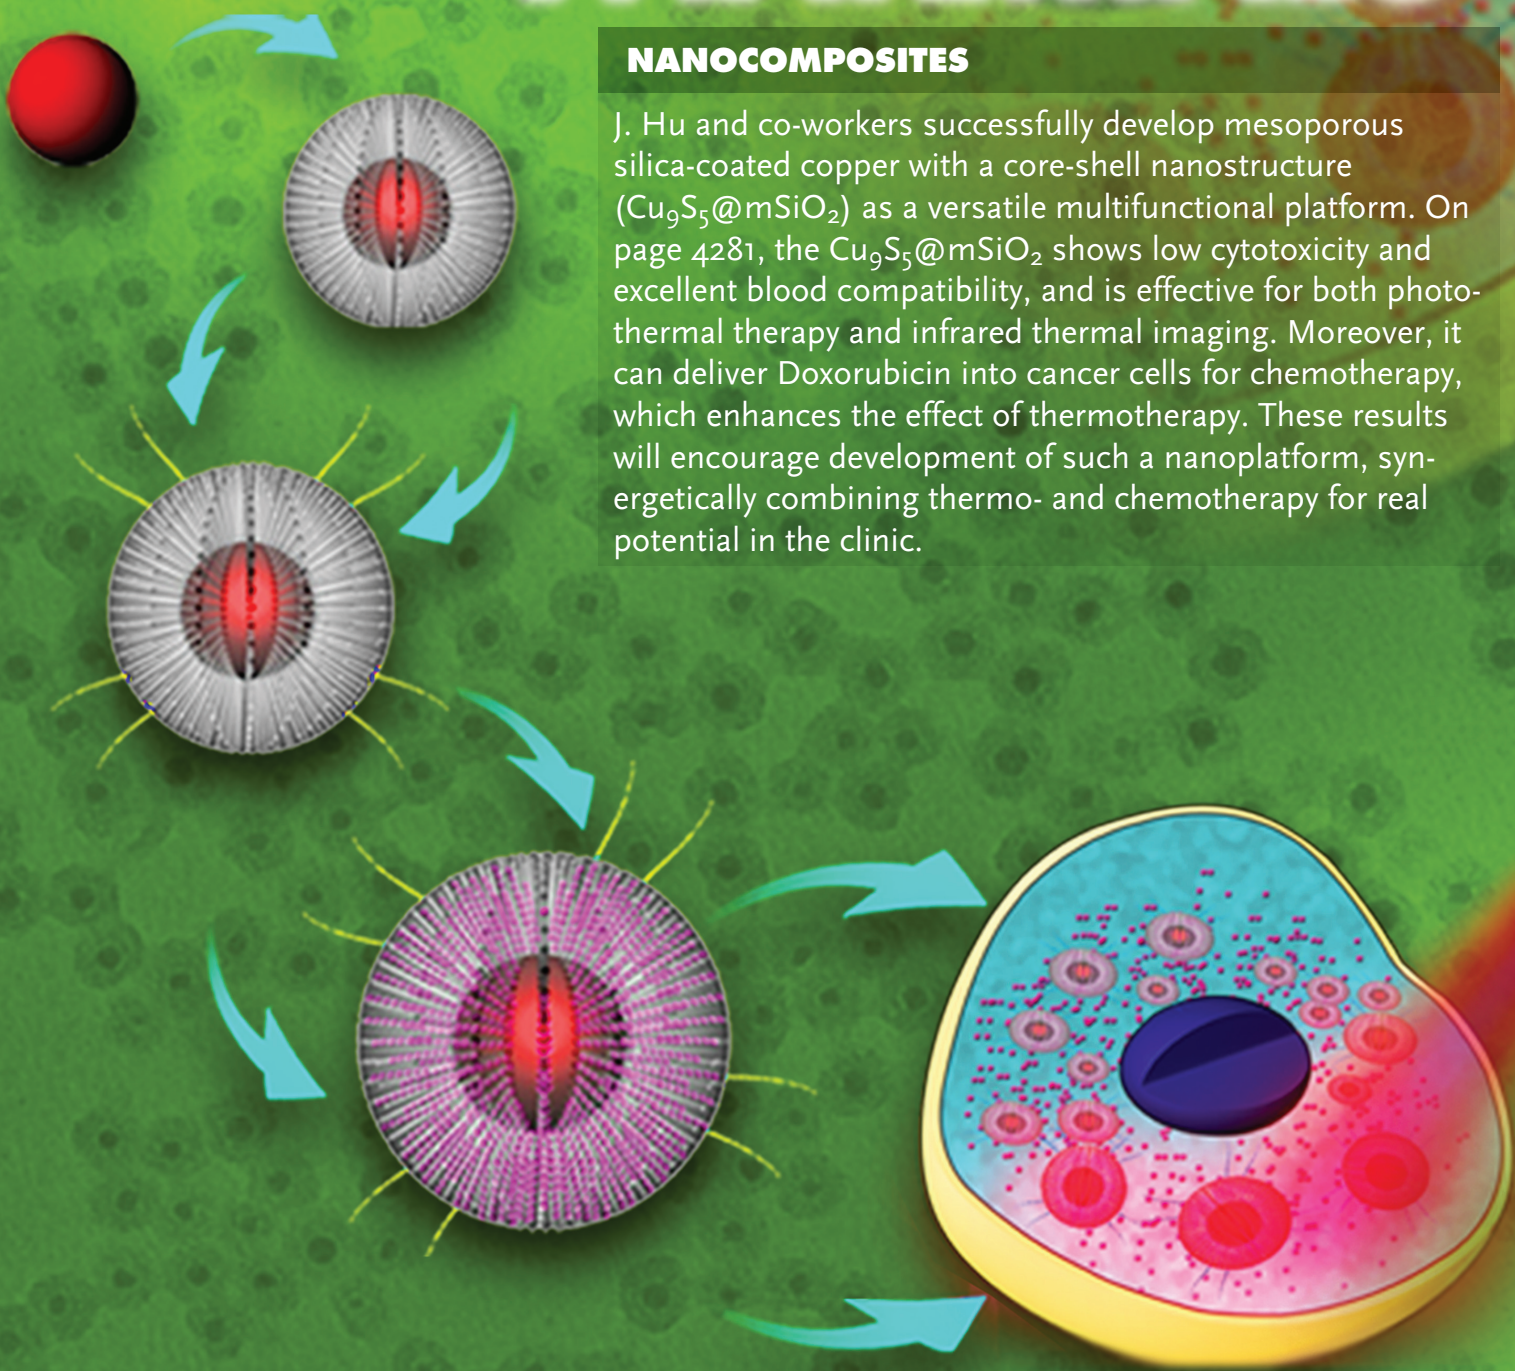 NANOCOMPOSITES
J. Hu and co-workers successfully develop mesoporous
silica-coated copper with a core-shell nanostructure
(Cu₉S₅@mSiO₂) as a versatile multifunctional platform. On
page 4281, the Cu₉S₅@mSiO₂ shows low cytotoxicity and
excellent blood compatibility, and is effective for both photo-
thermal therapy and infrared thermal imaging. Moreover, it
can deliver Doxorubicin into cancer cells for chemotherapy,
which enhances the effect of thermotherapy. These results
will encourage development of such a nanoplatform, syn-
ergetically combining thermo- and chemotherapy for real
potential in the clinic.